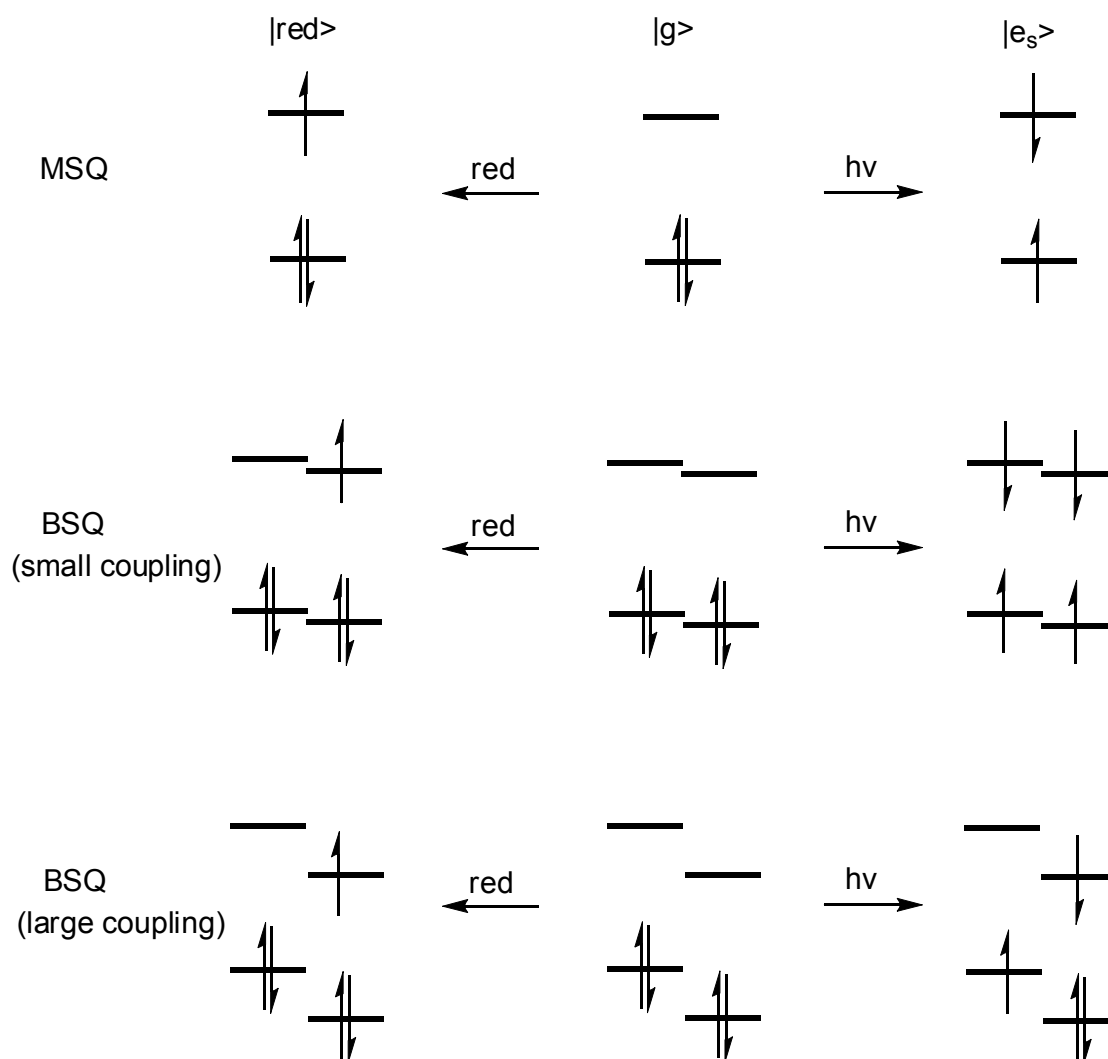 |red> |g> |e_s>
MSQ red hv
BSQ red hv
(small coupling)
BSQ red hv
(large coupling)